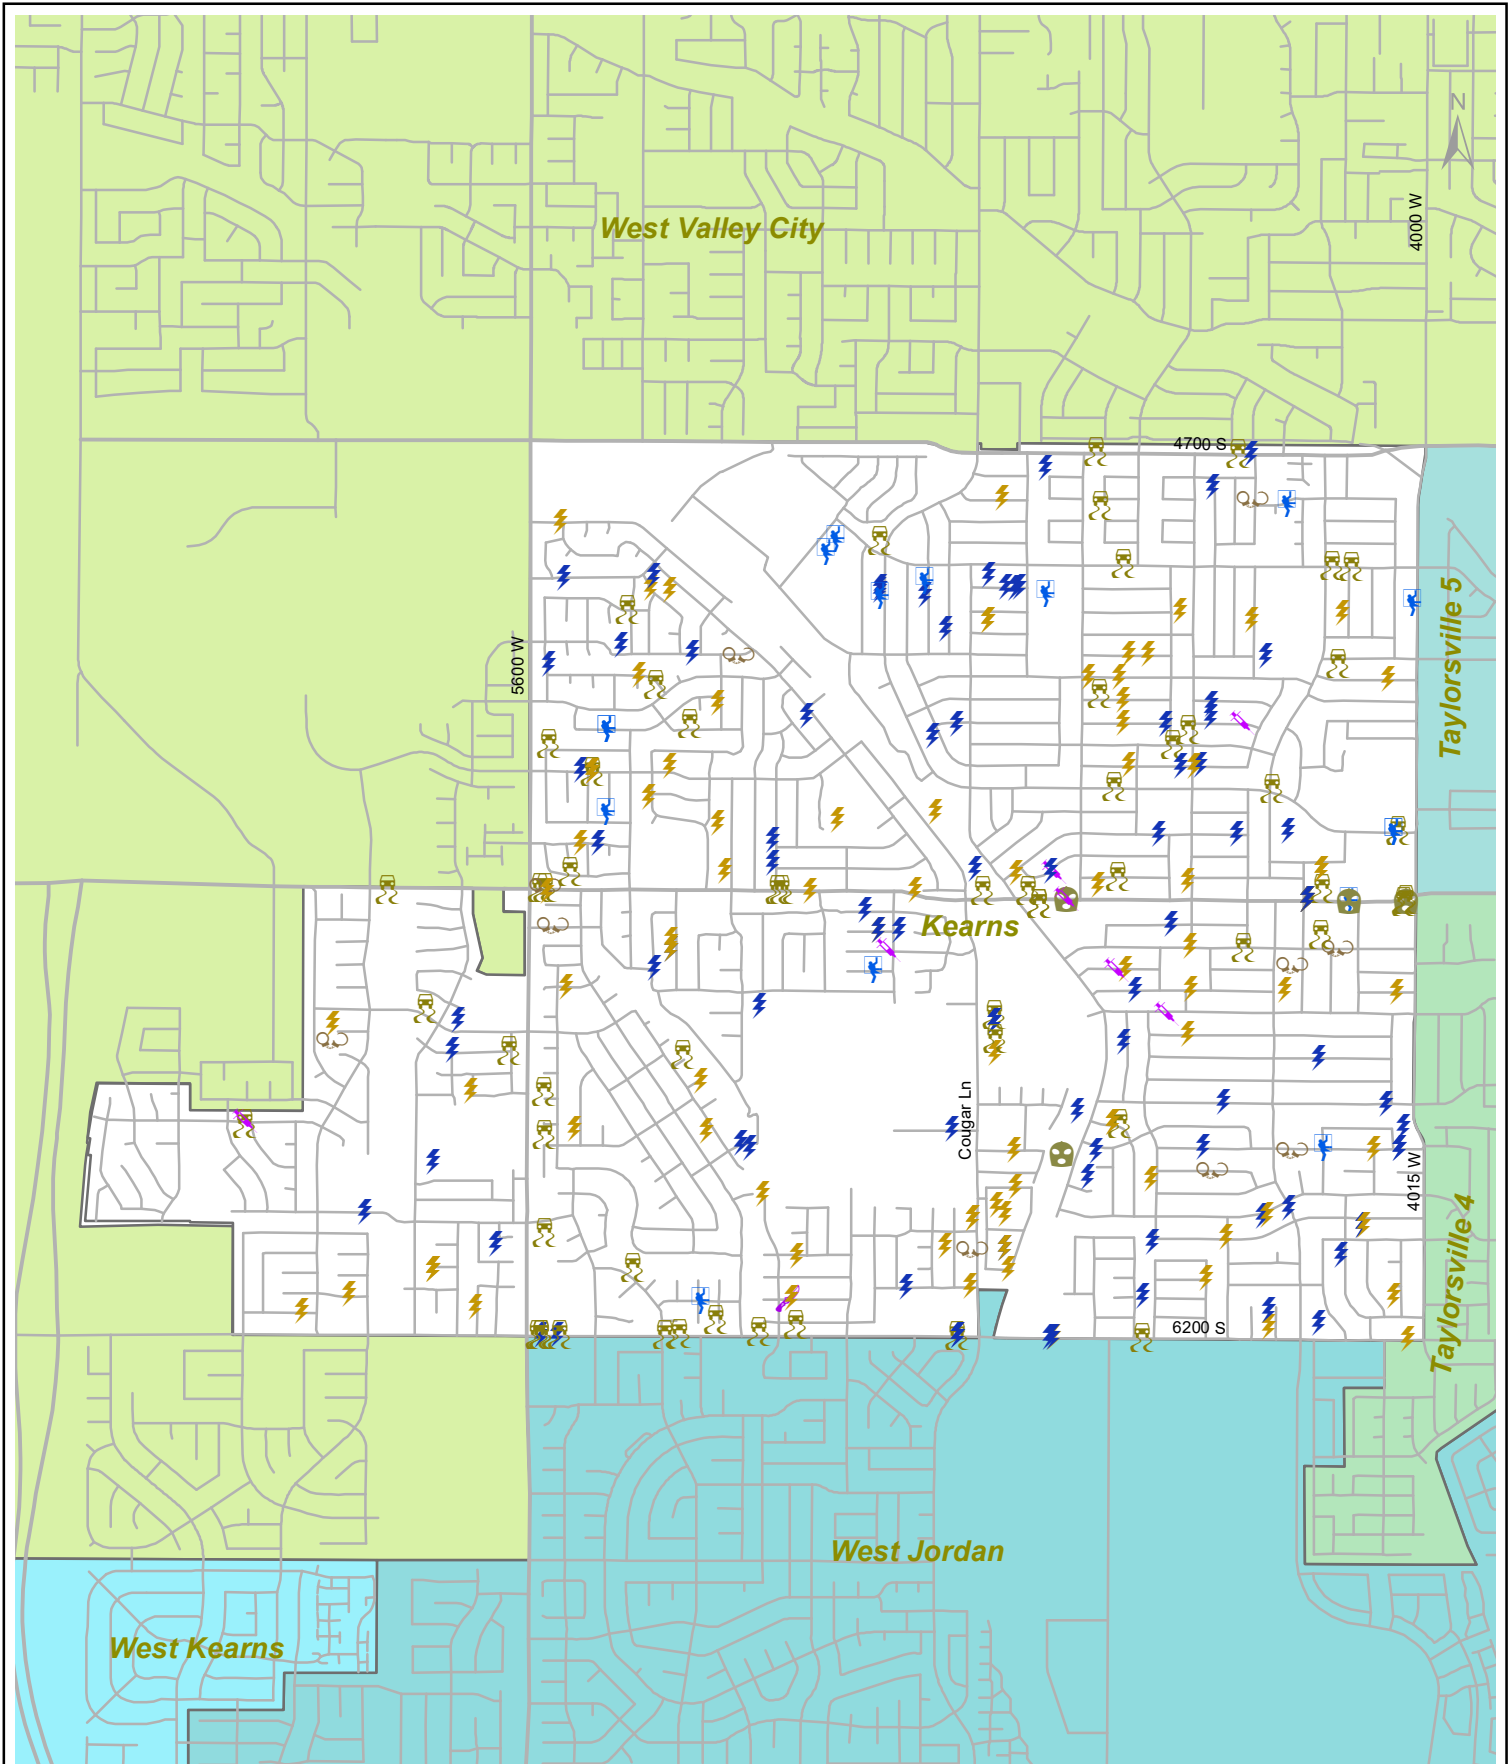 N
4000 W
West Valley City
4700 S
Taylorsville 5
5600 W
Kearns
Cougar Ln
4015 W
Taylorsville 4
6200 S
West Jordan
West Kearns